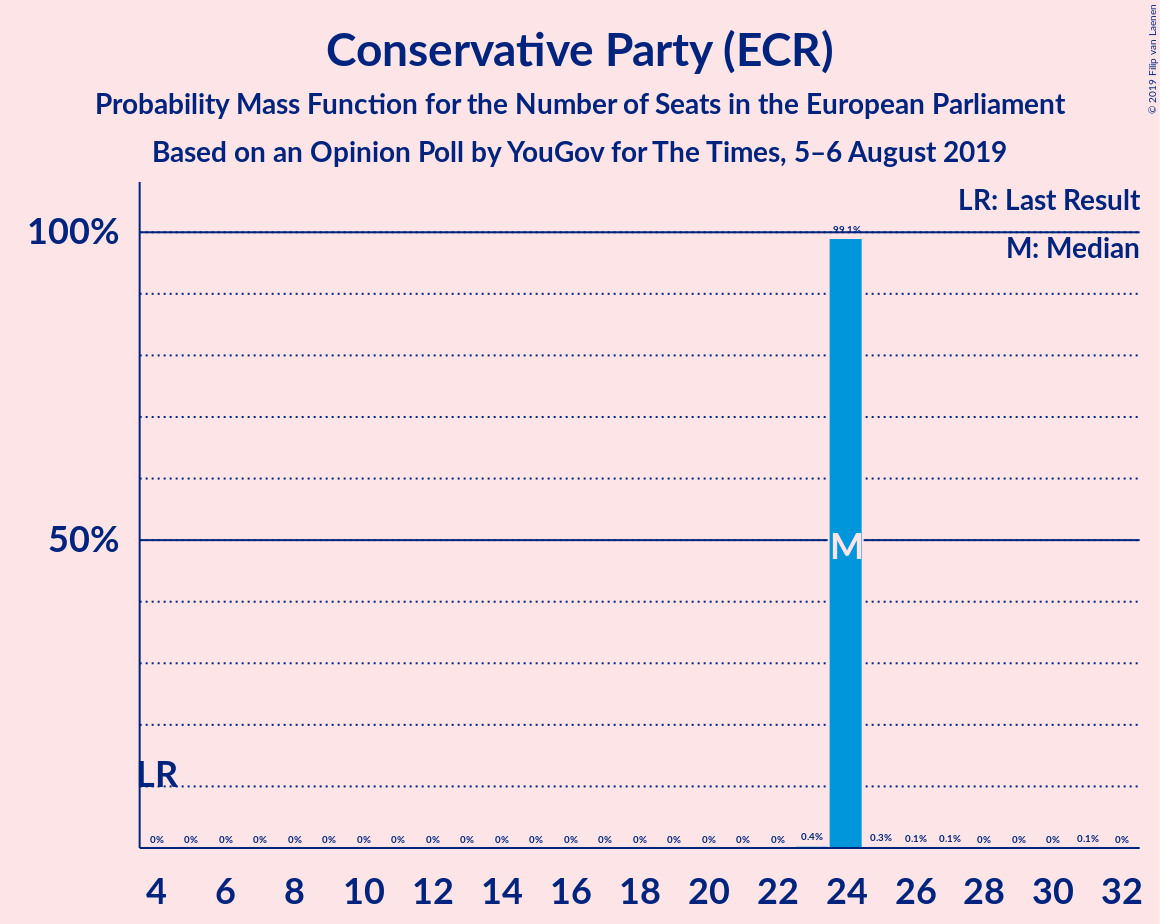 Conservative Party (ECR)
Probability Mass Function for the Number of Seats in the European Parliament
Based on an Opinion Poll by YouGov for The Times, 5–6 August 2019
© 2019 Filip van Laenen
LR: Last Result
M: Median
100%
99.1%
50%
M
LR
0% 0% 0% 0% 0% 0% 0% 0% 0% 0% 0% 0% 0% 0% 0% 0% 0% 0% 0% 0.4% 0.3% 0.1% 0.1% 0% 0% 0% 0.1% 0%
4 6 8 10 12 14 16 18 20 22 24 26 28 30 32